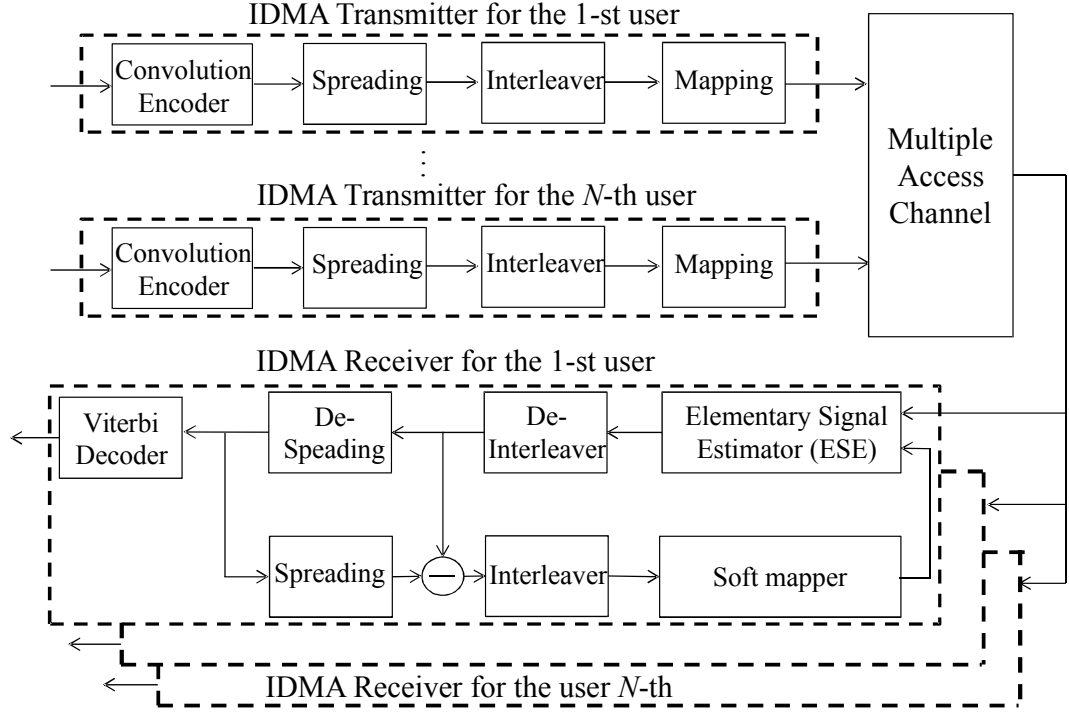 IDMA Transmitter for the 1-st user
Convolution
Encoder
Spreading
Interleaver
Mapping
Multiple
Access
Channel
IDMA Transmitter for the N-th user
Convolution
Encoder
Spreading
Interleaver
Mapping
IDMA Receiver for the 1-st user
Viterbi
Decoder
De-
Speading
De-
Interleaver
Elementary Signal
Estimator (ESE)
Spreading
Interleaver
Soft mapper
IDMA Receiver for the user N-th